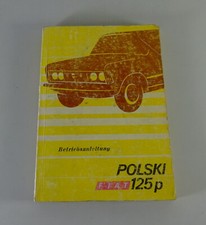 Betriebsanleitung
POLSKI
FIAT 125p